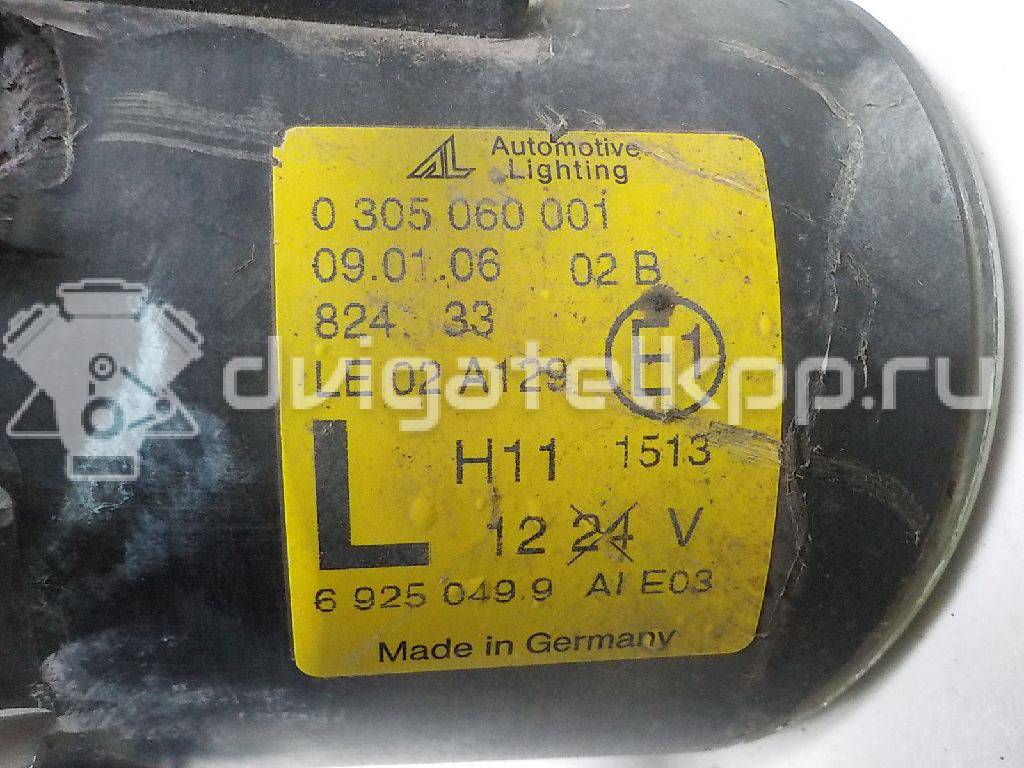 AL Automotive
Lighting
0 305 060 001
09.01.06 02 B
824 33
LE 02 A129 E1
L H11 1513
12 24 V
6 925 049.9 AI E03
Made in Germany
dvigatelkpp.ru